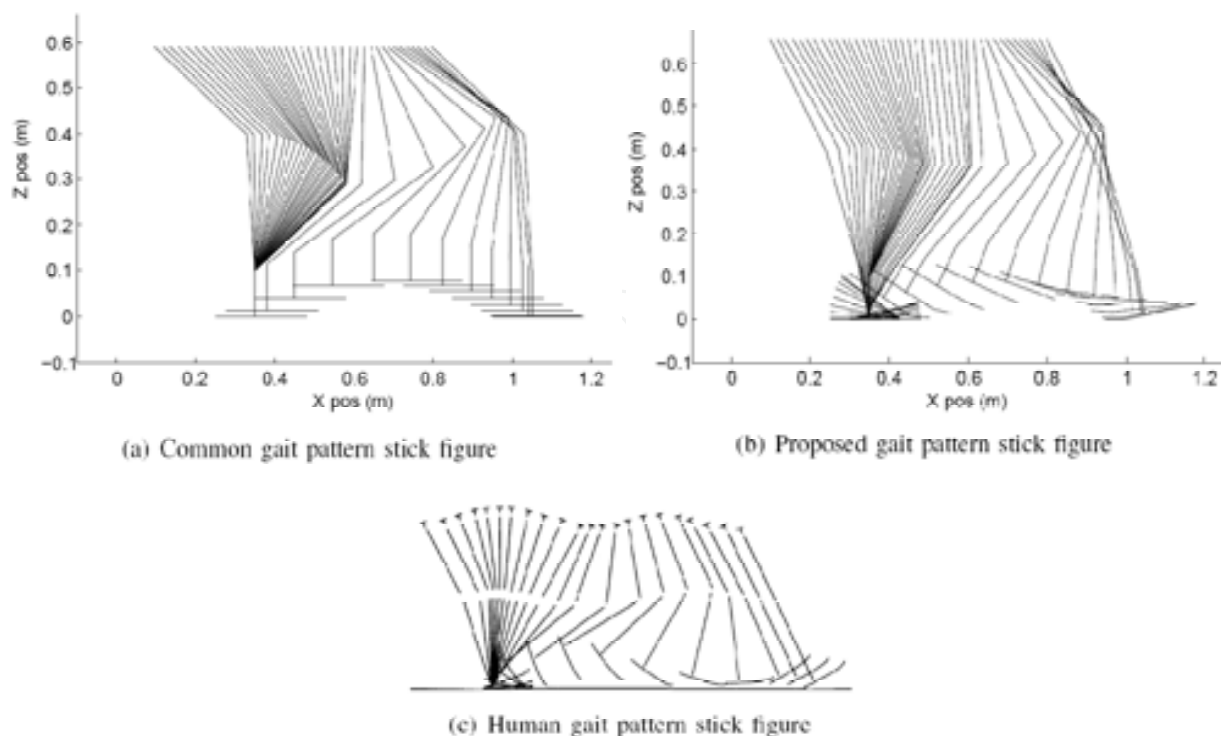 0.6
0.5
0.4
0.3
0.2
0.1
0
−0.1
Z pos (m)
0 0.2 0.4 0.6 0.8 1 1.2
X pos (m)
(a) Common gait pattern stick figure
0.6
0.5
0.4
0.3
0.2
0.1
0
−0.1
Z pos (m)
0 0.2 0.4 0.6 0.8 1 1.2
X pos (m)
(b) Proposed gait pattern stick figure
(c) Human gait pattern stick figure